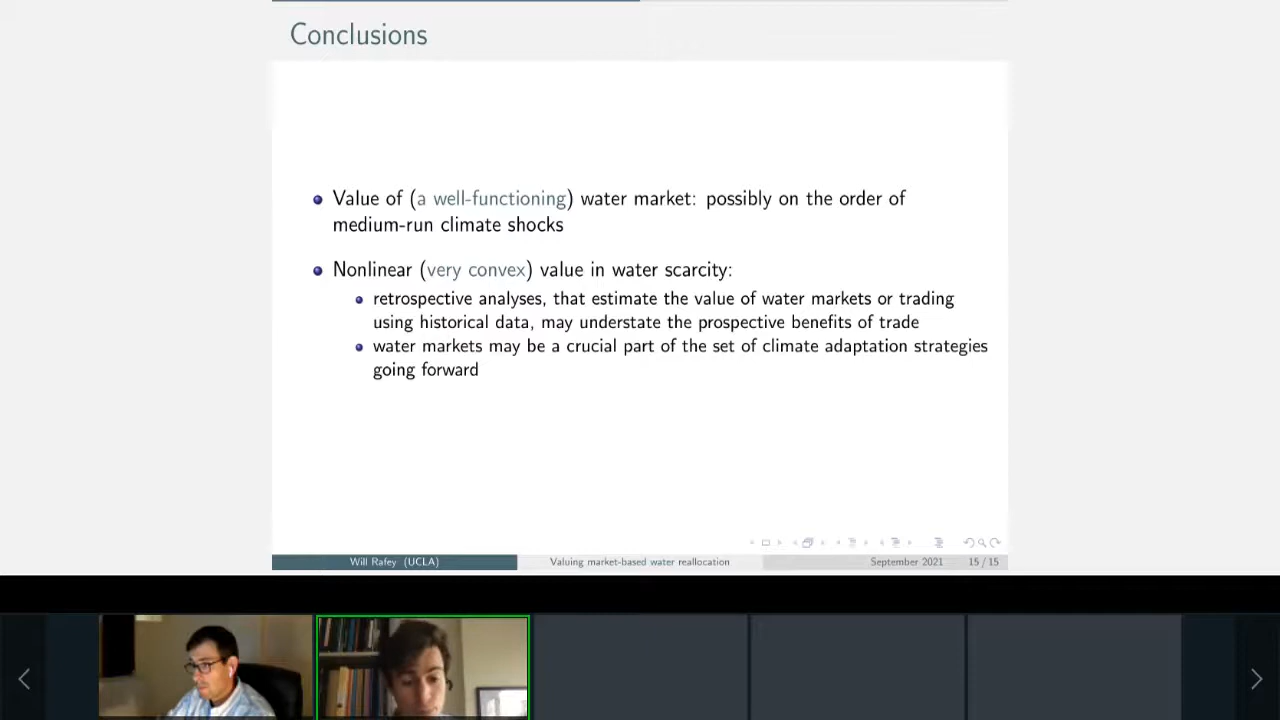 Conclusions
Value of (a well-functioning) water market: possibly on the order of
medium-run climate shocks
Nonlinear (very convex) value in water scarcity:
retrospective analyses, that estimate the value of water markets or trading
using historical data, may understate the prospective benefits of trade
water markets may be a crucial part of the set of climate adaptation strategies
going forward
Will Rafey (UCLA) Valuing market-based water reallocation September 2021 15 / 15